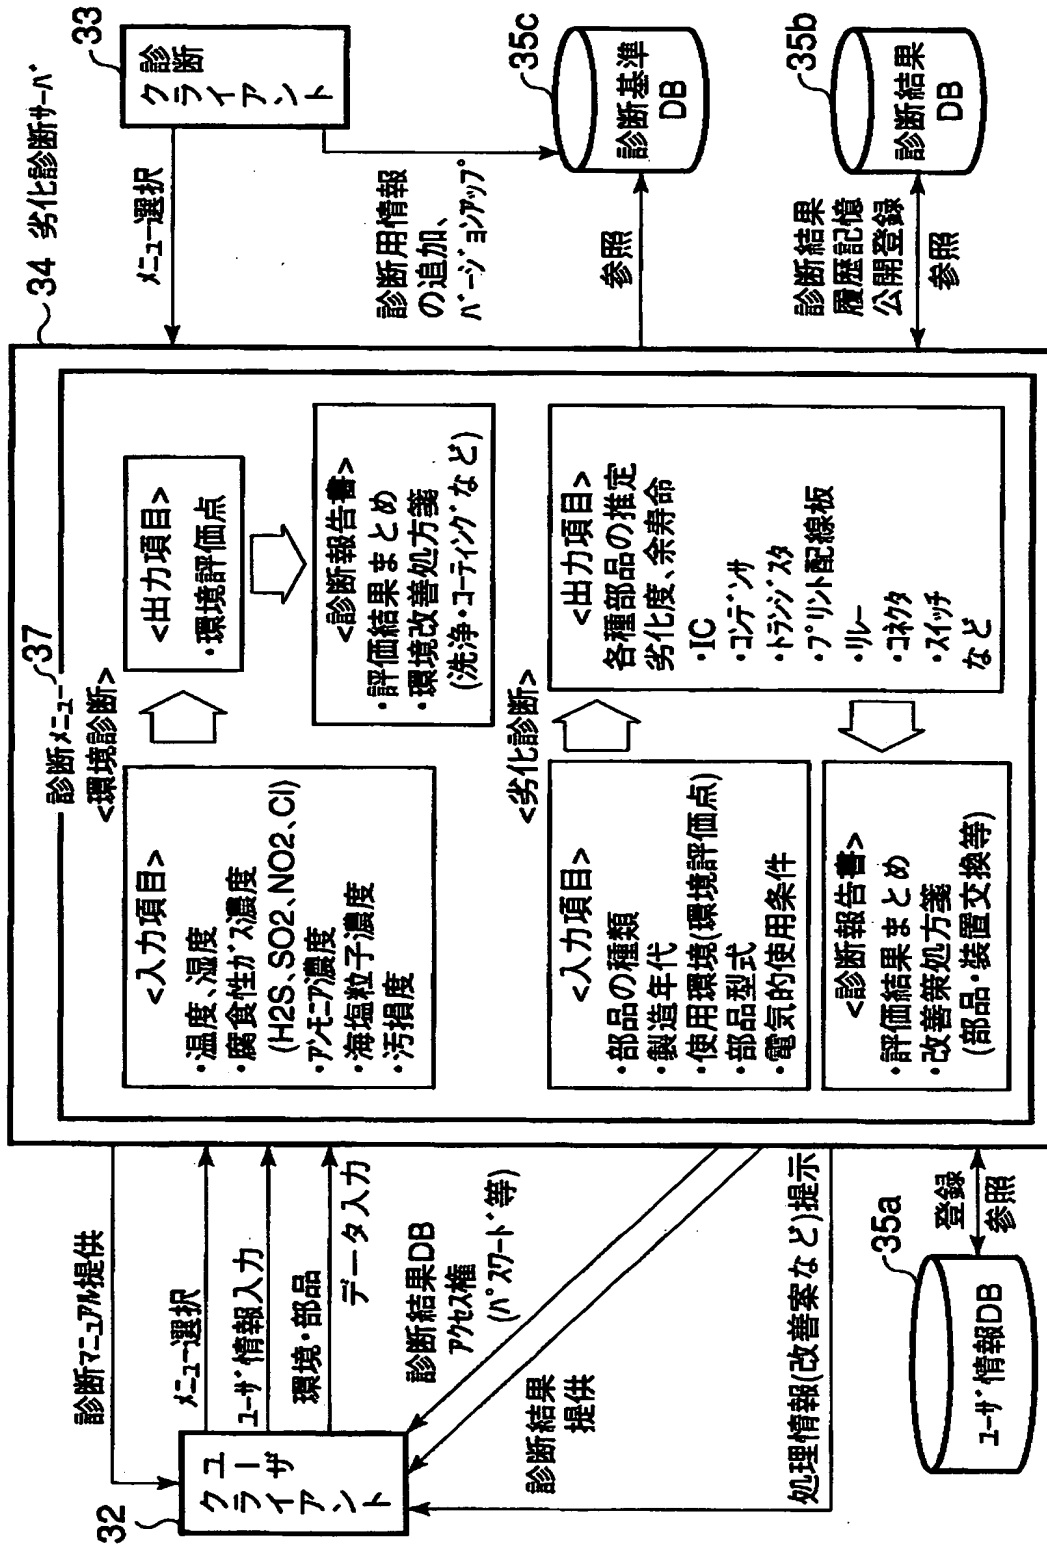 34 劣化診断サーバ
37
診断メニュー
<環境診断>
<入力項目>
・温度、湿度
・腐食性ガス濃度
(H2S、SO2、NO2、Cl)
・アンモニア濃度
・海塩粒子濃度
・汚損度
<出力項目>
・環境評価点
<診断報告書>
・評価結果まとめ
・環境改善処方箋
(洗浄・コーティングなど)
<劣化診断>
<入力項目>
・部品の種類
・製造年代
・使用環境(環境評価点)
・部品型式
・電気的使用条件
<出力項目>
各種部品の推定
劣化度、余寿命
・IC
・コンデンサ
・トランジスタ
・プリント配線板
・リレー
・コネクタ
・スイッチ
など
<診断報告書>
・評価結果まとめ
・改善策処方箋
(部品・装置交換等)
32
ユーザ
クライアント
診断マニュアル提供
メニュー選択
ユーザ情報入力
環境・部品
データ入力
診断結果DB
アクセス権
(パスワード等)
診断結果
提供
処理情報(改善案など)提示
35a
ユーザ情報DB
登録
参照
33
診断
クライアント
メニュー選択
診断用情報
の追加、
バージョンアップ
35c
診断基準
DB
参照
35b
診断結果
DB
診断結果
履歴記憶
公開登録
参照